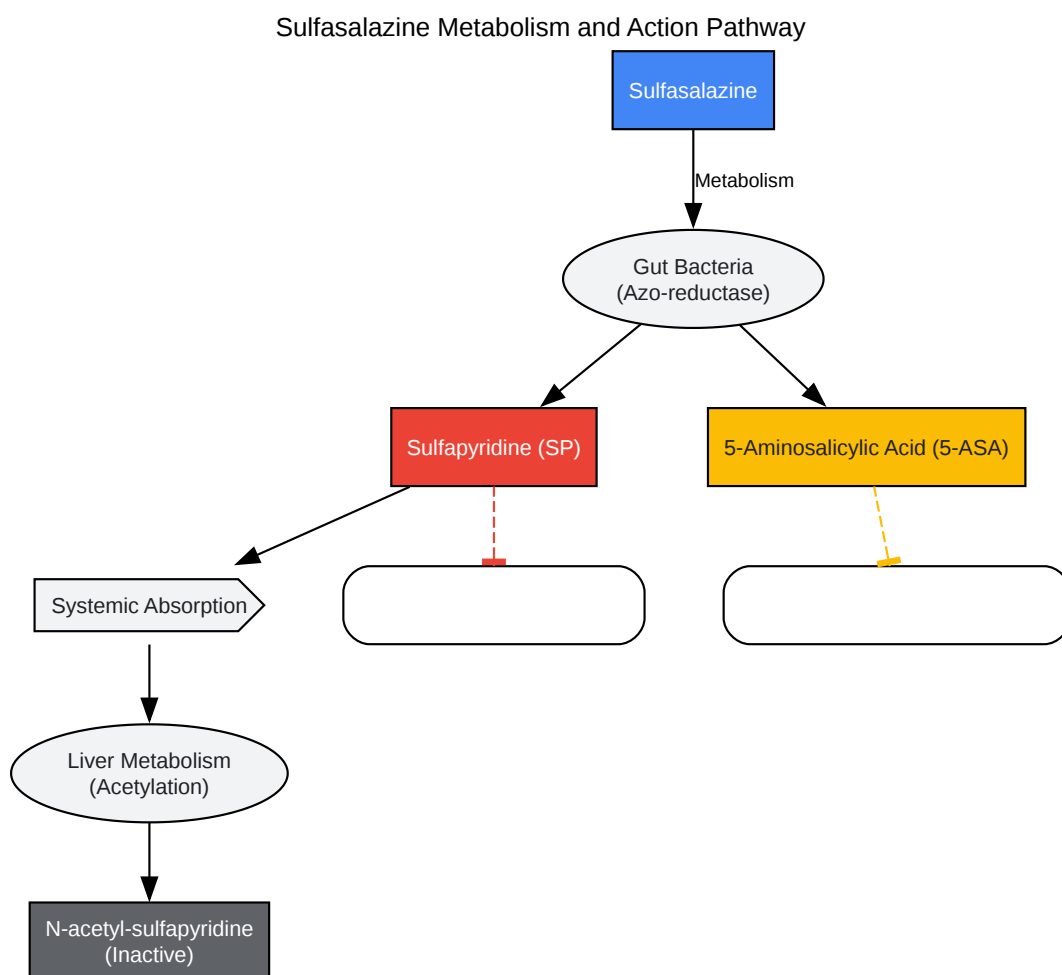 Sulfasalazine Metabolism and Action Pathway
Sulfasalazine
Metabolism
Gut Bacteria
(Azo-reductase)
Sulfapyridine (SP)
5-Aminosalicylic Acid (5-ASA)
Systemic Absorption
Liver Metabolism
(Acetylation)
N-acetyl-sulfapyridine
(Inactive)